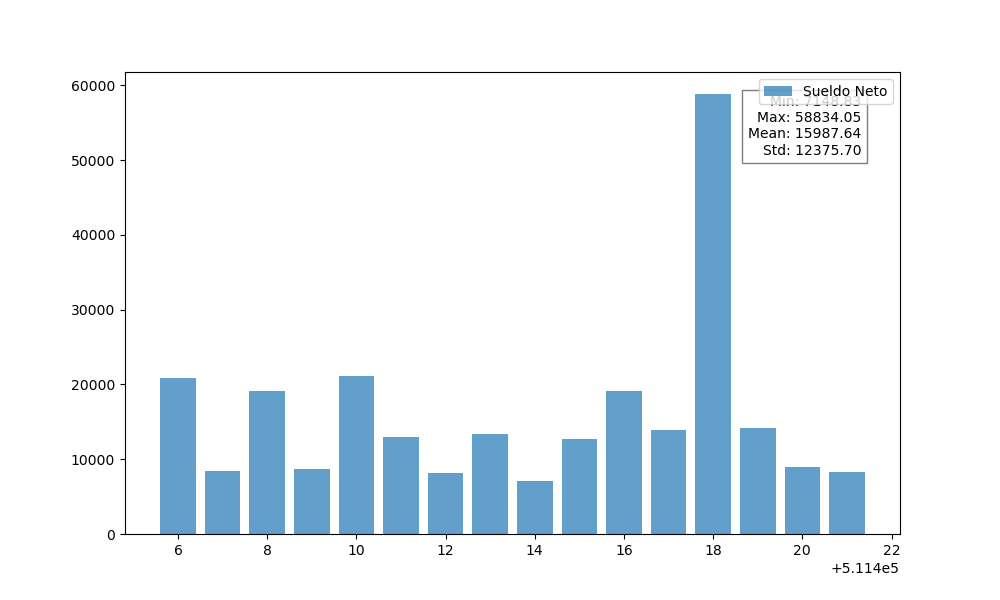 60000
50000
40000
30000
20000
10000
0
Sueldo Neto
Min: 7148.83
Max: 58834.05
Mean: 15987.64
Std: 12375.70
6 8 10 12 14 16 18 20 22
+5.114e5